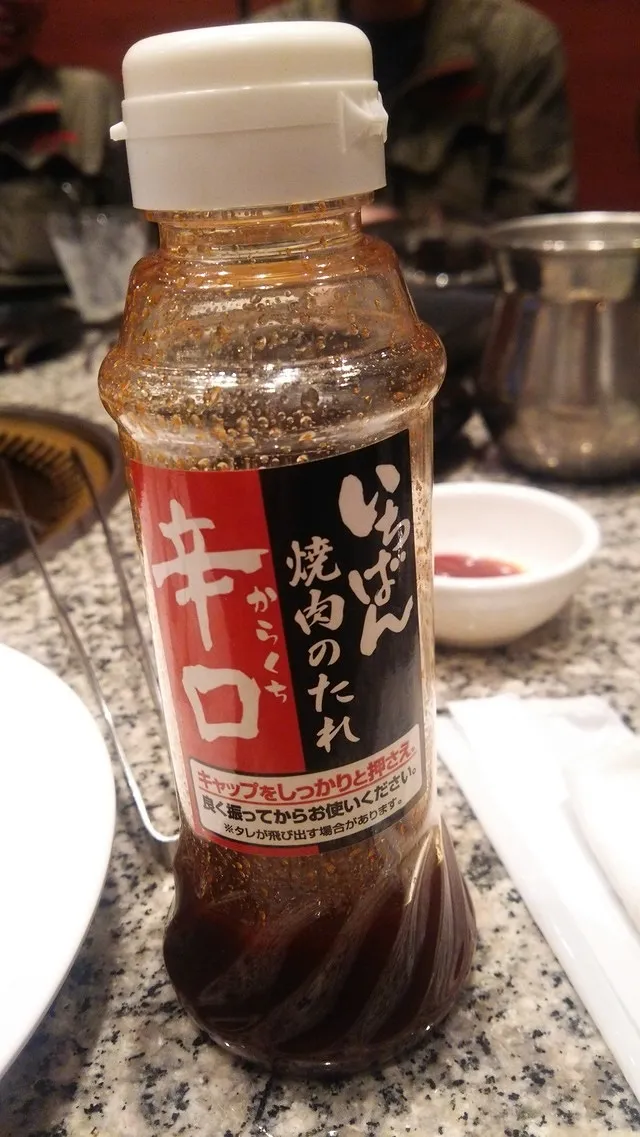 いちばん
焼肉のたれ
からくち
辛口
キャップをしっかりと押さえ、
良く振ってからお使いください。
※タレが飛び出す場合があります。